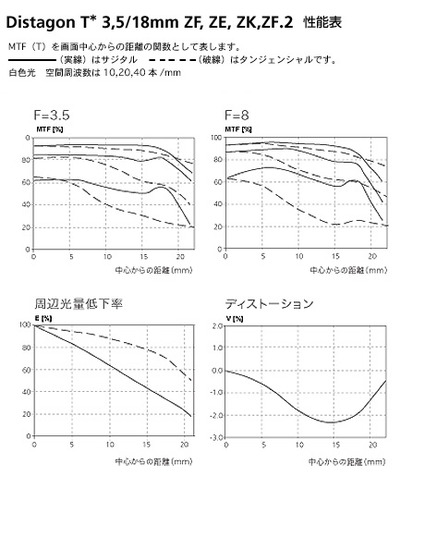 Distagon T* 3,5/18mm ZF, ZE, ZK,ZF.2 性能表
MTF（T）を画面中心からの距離の関数として表します。
（実線）はサジタル （破線）はタンジェンシャルです。
白色光 空間周波数は10,20,40 本 /mm
F=3.5
MTF [%]
0
80
60
40
20
0
0 5 10 15 20
中心からの距離（mm）
F=8
MTF [%]
100
80
60
40
20
0
0 5 10 15 20
中心からの距離（mm）
周辺光量低下率
E [%]
100
80
60
40
20
0
0 5 10 15 20
中心からの距離（mm）
ディストーション
V [%]
2.0
1.0
0.0
-1.0
-2.0
-3.0
0 5 10 15 20
中心からの距離（mm）